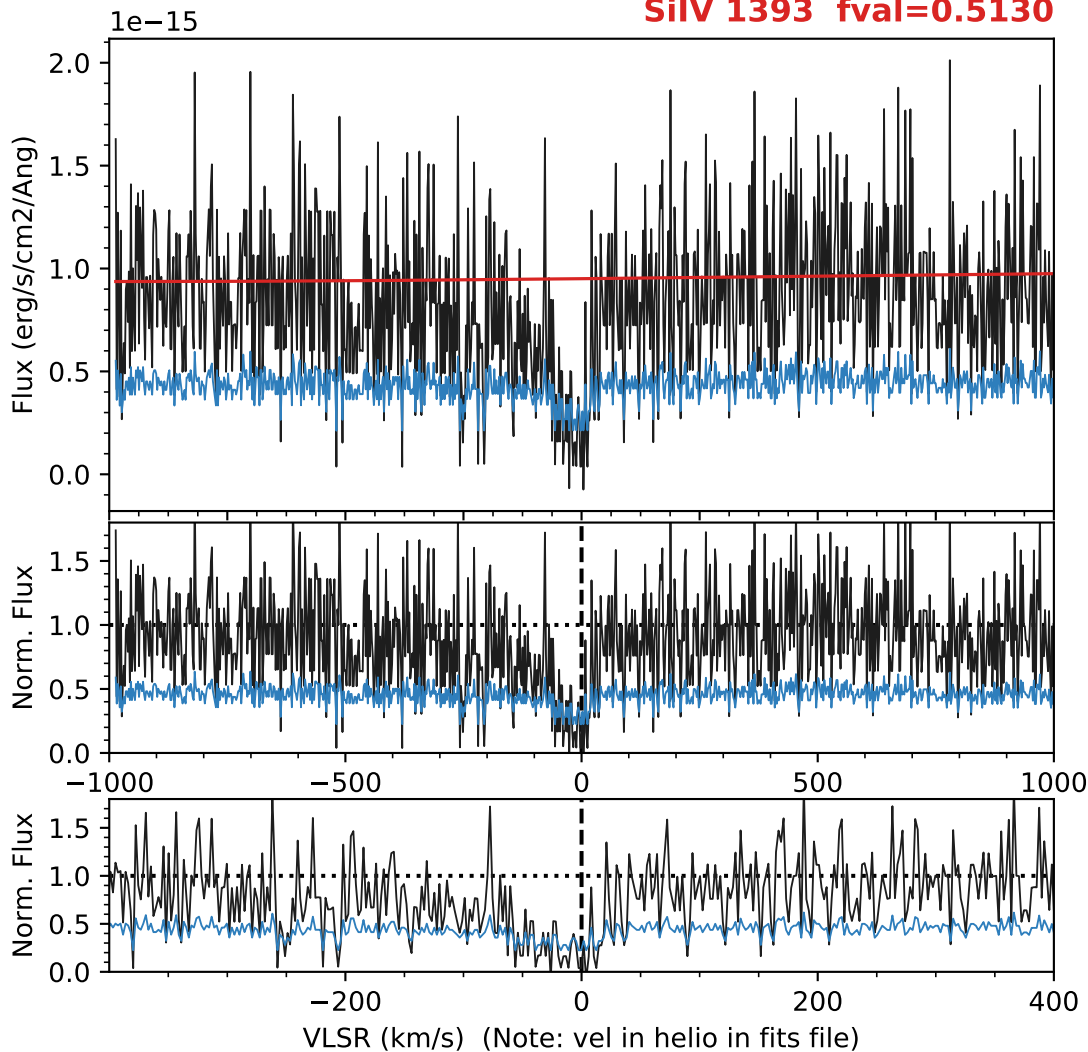 SiIV 1393 fval=0.5130
1e−15
2.0
1.5
1.0
0.5
0.0
Flux (erg/s/cm2/Ang)
1.5
1.0
0.5
0.0
Norm. Flux
−1000 −500 0 500 1000
1.5
1.0
0.5
0.0
Norm. Flux
−200 0 200 400
VLSR (km/s) (Note: vel in helio in fits file)